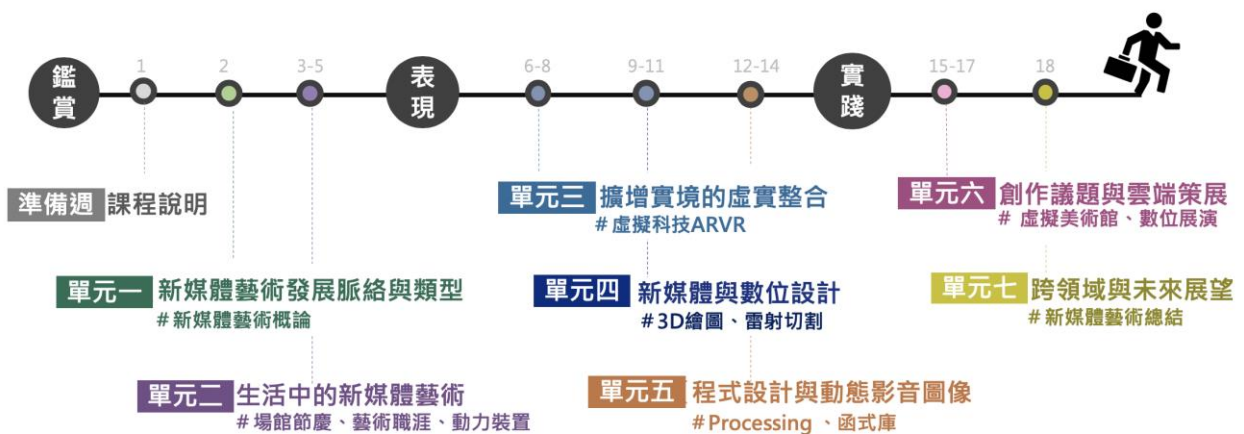 鑑賞
1
2
3-5
表現
6-8
9-11
12-14
實踐
15-17
18
準備週 課程說明
單元一 新媒體藝術發展脈絡與類型
#新媒體藝術概論
單元二 生活中的新媒體藝術
#場館節慶、藝術職涯、動力裝置
單元三 擴增實境的虛實整合
#虛擬科技ARVR
單元四 新媒體與數位設計
#3D繪圖、雷射切割
單元五 程式設計與動態影音圖像
#Processing 、函式庫
單元六 創作議題與雲端策展
# 虛擬美術館、數位展演
單元七 跨領域與未來展望
#新媒體藝術總結